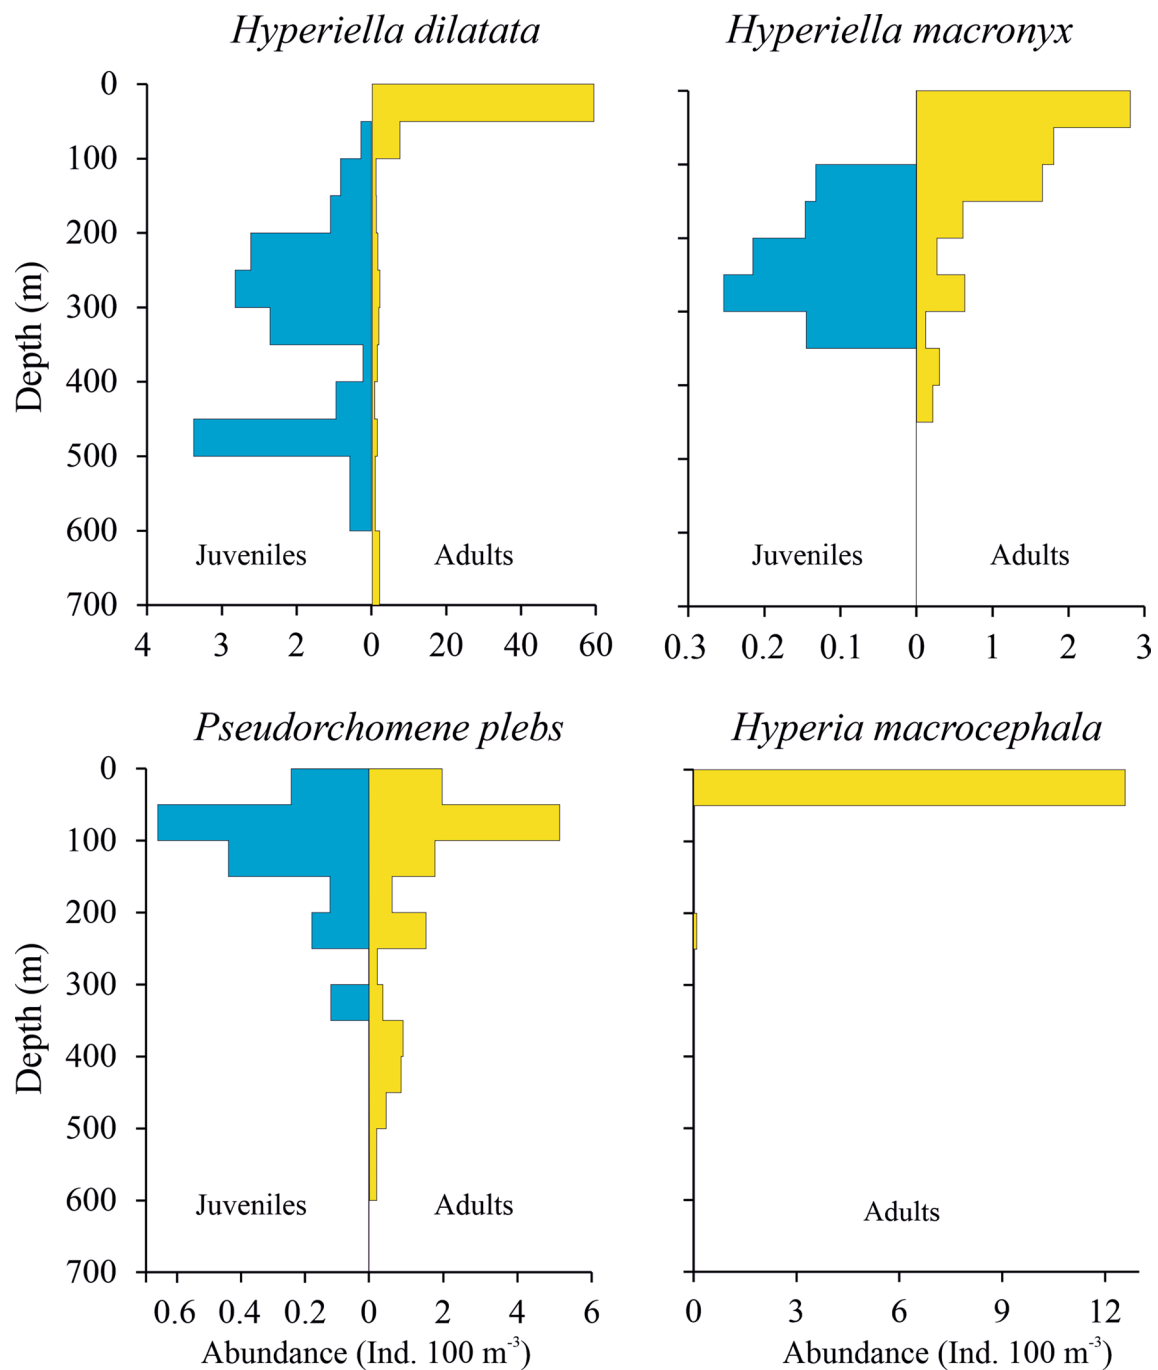 Hyperiella dilatata
Hyperiella macronyx
0
100
200
300
400
500
600
700
Depth (m)
Juveniles
Adults
4 3 2 0 20 40 60
Juveniles
Adults
0.3 0.2 0.1 0 1 2 3
Pseudorchomene plebs
Hyperia macrocephala
0
100
200
300
400
500
600
700
Depth (m)
Juveniles
Adults
0.6 0.4 0.2 0 2 4 6
Abundance (Ind. 100 m-3)
Adults
0 3 6 9 12
Abundance (Ind. 100 m-3)